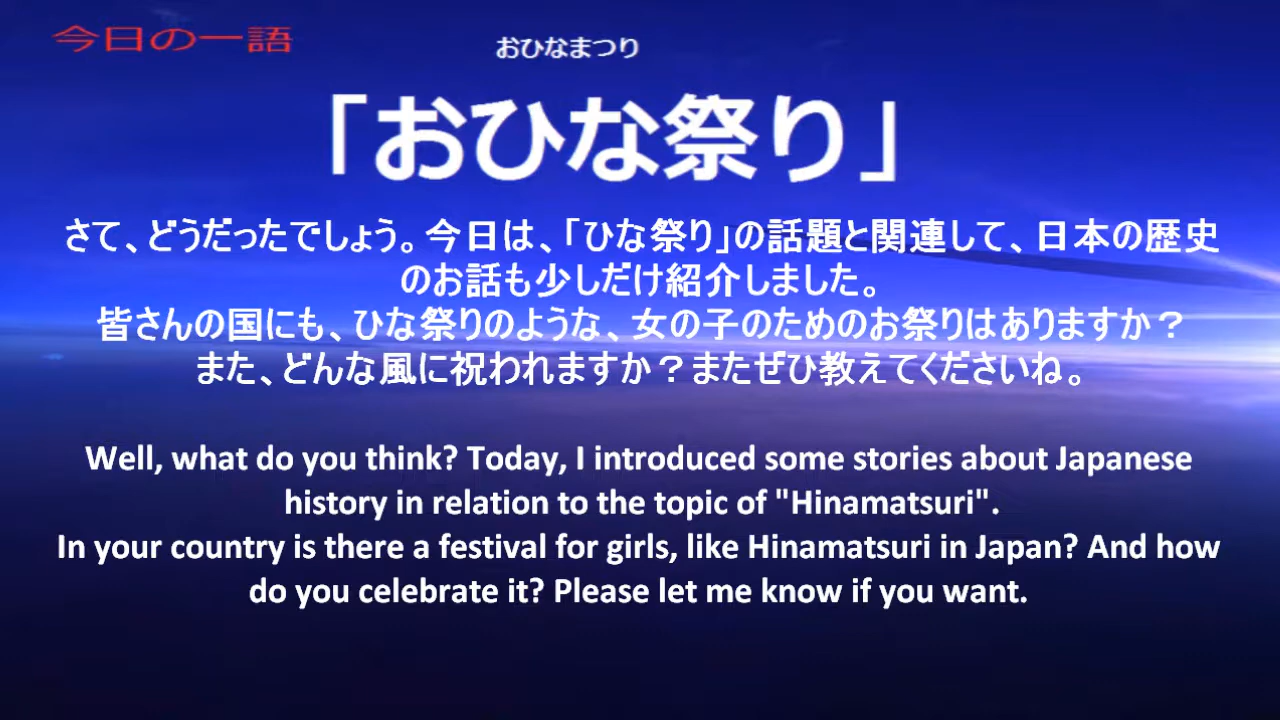 今日の一語
おひなまつり
「おひな祭り」
さて、どうだったでしょう。今日は、「ひな祭り」の話題と関連して、日本の歴史
のお話も少しだけ紹介しました。
皆さんの国にも、ひな祭りのような、女の子のためのお祭りはありますか？
また、どんな風に祝われますか？またぜひ教えてくださいね。
Well, what do you think? Today, I introduced some stories about Japanese
history in relation to the topic of "Hinamatsuri".
In your country is there a festival for girls, like Hinamatsuri in Japan? And how
do you celebrate it? Please let me know if you want.